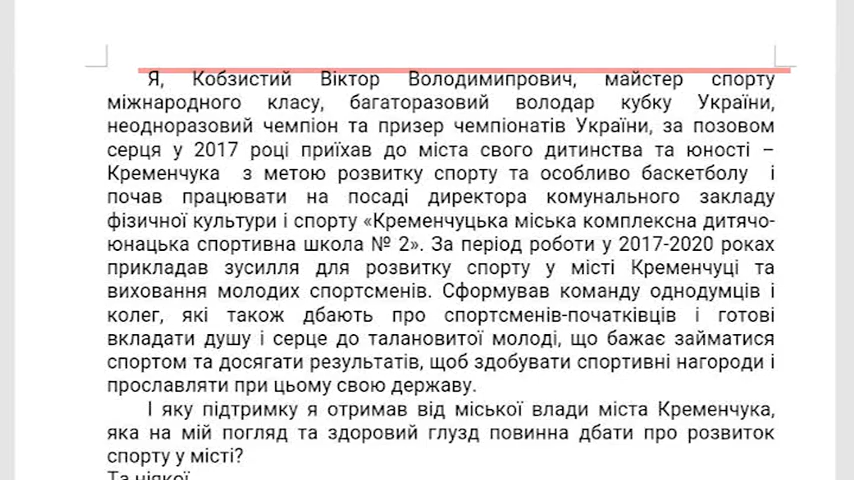 Я, Кобзистий Віктор Володимипрович, майстер спорту
міжнародного класу, багаторазовий володар кубку України,
неодноразовий чемпіон та призер чемпіонатів України, за позовом
серця у 2017 році приїхав до міста свого дитинства та юності –
Кременчука з метою розвитку спорту та особливо баскетболу і
почав працювати на посаді директора комунального закладу
фізичної культури і спорту «Кременчуцька міська комплексна дитячо-
юнацька спортивна школа № 2». За період роботи у 2017-2020 роках
прикладав зусилля для розвитку спорту у місті Кременчуці та
виховання молодих спортсменів. Сформував команду однодумців і
колег, які також дбають про спортсменів-початківців і готові
вкладати душу і серце до талановитої молоді, що бажає займатися
спортом та досягати результатів, щоб здобувати спортивні нагороди і
прославляти при цьому свою державу.
І яку підтримку я отримав від міської влади міста Кременчука,
яка на мій погляд та здоровий глузд повинна дбати про розвиток
спорту у місті?
Та ніякої